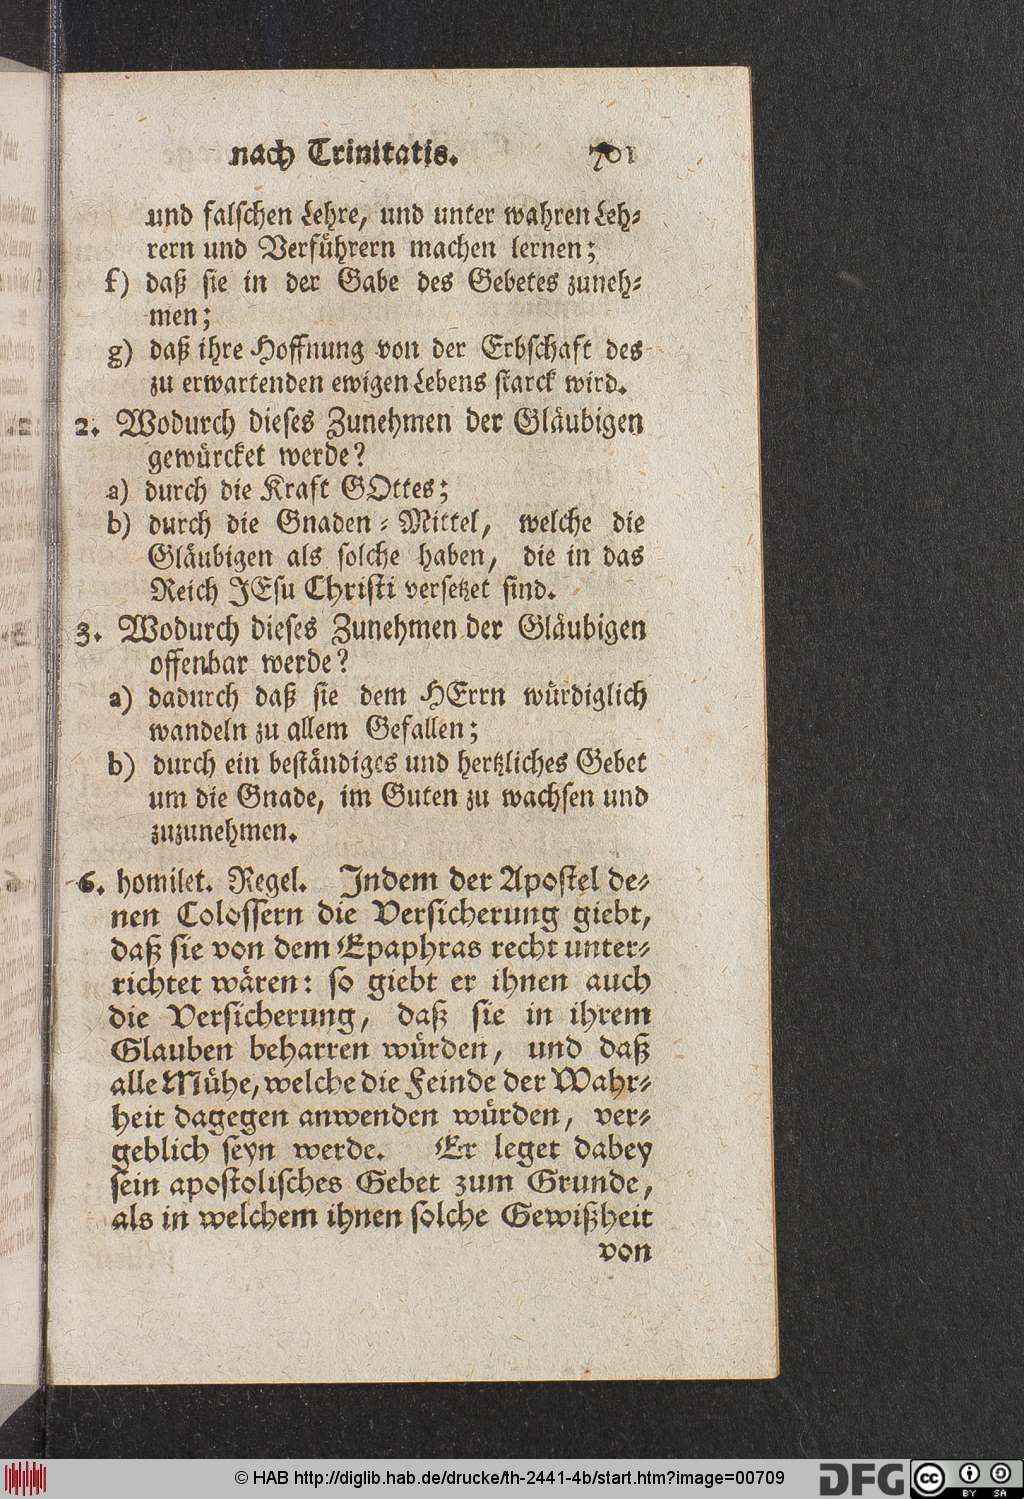 nach Trinitatis. 701
und falschen Lehre, und unter wahren Leh⸗
rern und Verführern machen lernen;
f) daß sie in der Gabe des Gebetes zuneh⸗
men;
g) daß ihre Hoffnung von der Erbschaft des
zu erwartenden ewigen Lebens starck wird.
2. Wodurch dieses Zunehmen der Gläubigen
gewürcket werde?
a) durch die Kraft GOttes;
b) durch die Gnaden⸗Mittel, welche die
Gläubigen als solche haben, die in das
Reich JEsu Christi versetzet sind.
3. Wodurch dieses Zunehmen der Gläubigen
offenbar werde?
a) dadurch daß sie dem HErrn würdiglich
wandeln zu allem Gefallen;
b) durch ein beständiges und hertzliches Gebet
um die Gnade, im Guten zu wachsen und
zuzunehmen.
6. homilet. Regel. Indem der Apostel de⸗
nen Colossern die Versicherung giebt,
daß sie von dem Epaphras recht unter⸗
richtet wären: so giebt er ihnen auch
die Versicherung, daß sie in ihrem
Glauben beharren würden, und daß
alle Mühe, welche die Feinde der Wahr⸗
heit dagegen anwenden würden, ver⸗
geblich seyn werde. Er leget dabey
sein apostolisches Gebet zum Grunde,
als in welchem ihnen solche Gewißheit
von
© HAB http://diglib.hab.de/drucke/th-2441-4b/start.htm?image=00709
DFG cc BY SA